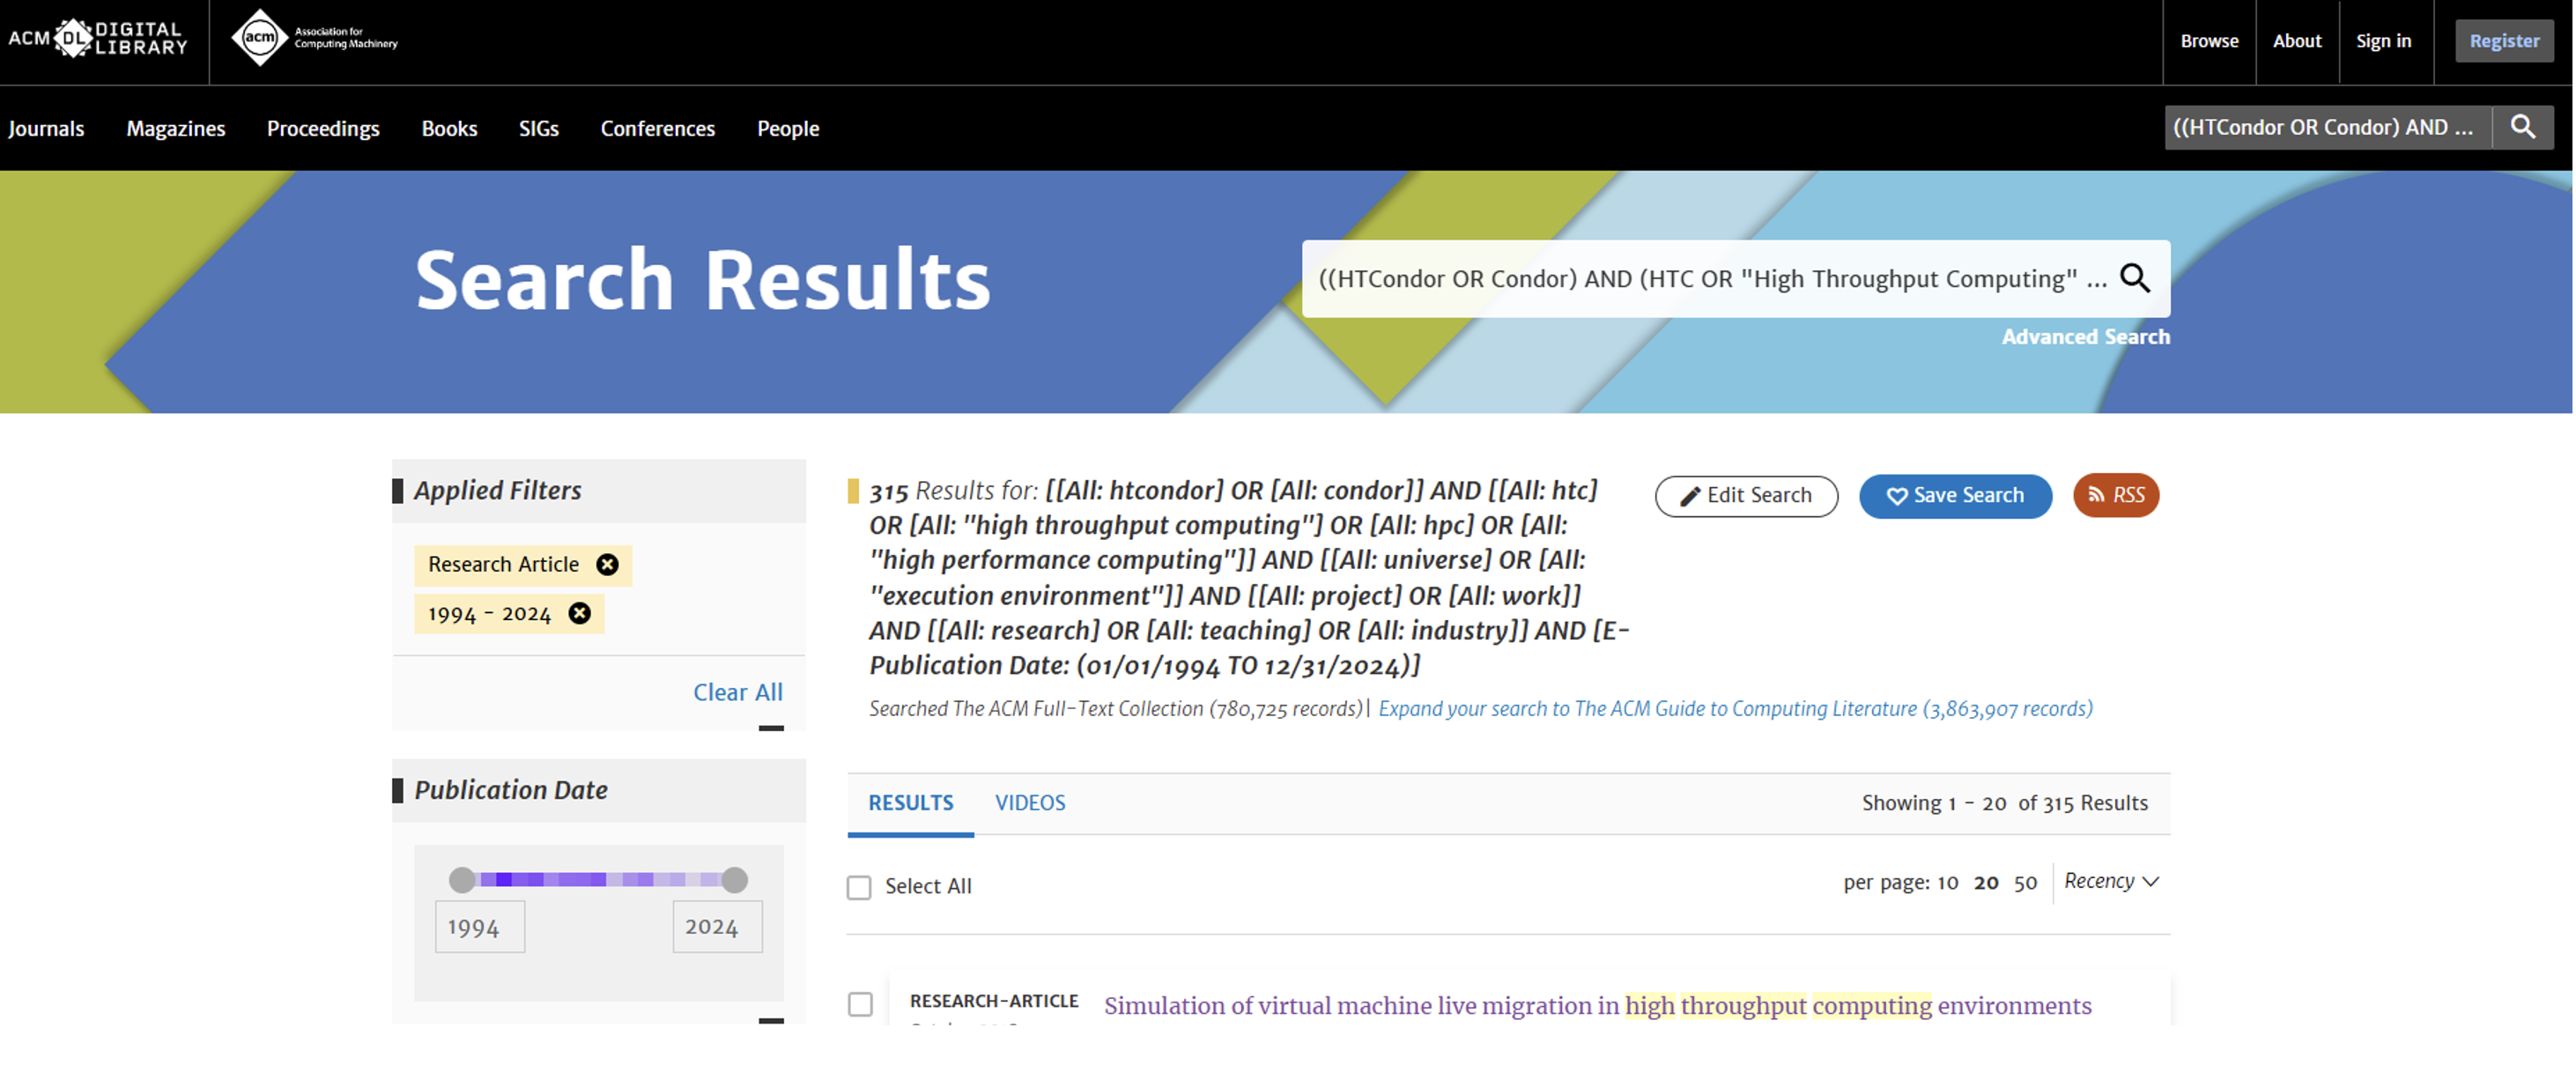 ACM DL DIGITAL LIBRARY
acm Association for Computing Machinery
Browse
About
Sign in
Register
Journals
Magazines
Proceedings
Books
SIGs
Conferences
People
((HTCondor OR Condor) AND ...
Search Results
((HTCondor OR Condor) AND (HTC OR "High Throughput Computing" ...
Advanced Search
Applied Filters
Research Article
1994 - 2024
Clear All
Publication Date
1994
2024
315 Results for: [[All: htcondor] OR [All: condor]] AND [[All: htc]
OR [All: "high throughput computing"] OR [All: hpc] OR [All:
"high performance computing"]] AND [[All: universe] OR [All:
"execution environment"]] AND [[All: project] OR [All: work]]
AND [[All: research] OR [All: teaching] OR [All: industry]] AND [E-
Publication Date: (01/01/1994 TO 12/31/2024)]
Edit Search
Save Search
RSS
Searched The ACM Full-Text Collection (780,725 records)| Expand your search to The ACM Guide to Computing Literature (3,863,907 records)
RESULTS
VIDEOS
Showing 1 - 20 of 315 Results
Select All
per page: 10 20 50
Recency
RESEARCH-ARTICLE
Simulation of virtual machine live migration in high throughput computing environments